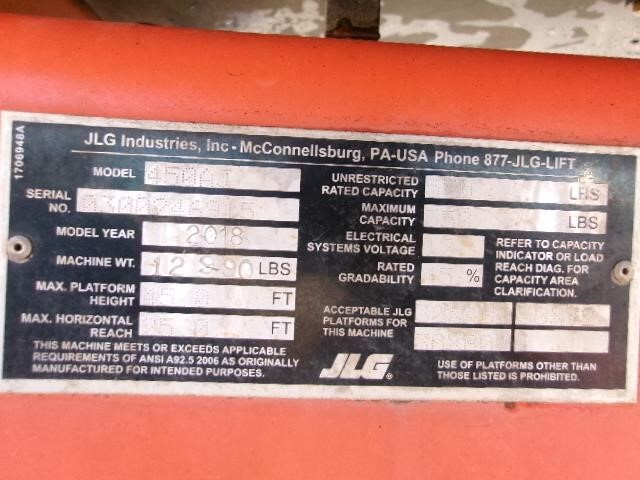 1706948A
JLG Industries, Inc - McConnellsburg, PA-USA Phone 877-JLG-LIFT
MODEL 450AJ
SERIAL NO.
MODEL YEAR 2018
MACHINE WT. LBS
MAX. PLATFORM HEIGHT FT
MAX. HORIZONTAL REACH FT
THIS MACHINE MEETS OR EXCEEDS APPLICABLE
REQUIREMENTS OF ANSI A92.5 2006 AS ORIGINALLY
MANUFACTURED FOR INTENDED PURPOSES.
UNRESTRICTED
RATED CAPACITY LBS
MAXIMUM
CAPACITY LBS
ELECTRICAL
SYSTEMS VOLTAGE
RATED
GRADABILITY %
REFER TO CAPACITY
INDICATOR OR LOAD
REACH DIAG. FOR
CAPACITY AREA
CLARIFICATION.
ACCEPTABLE JLG
PLATFORMS FOR
THIS MACHINE
JLG®
USE OF PLATFORMS OTHER THAN
THOSE LISTED IS PROHIBITED.